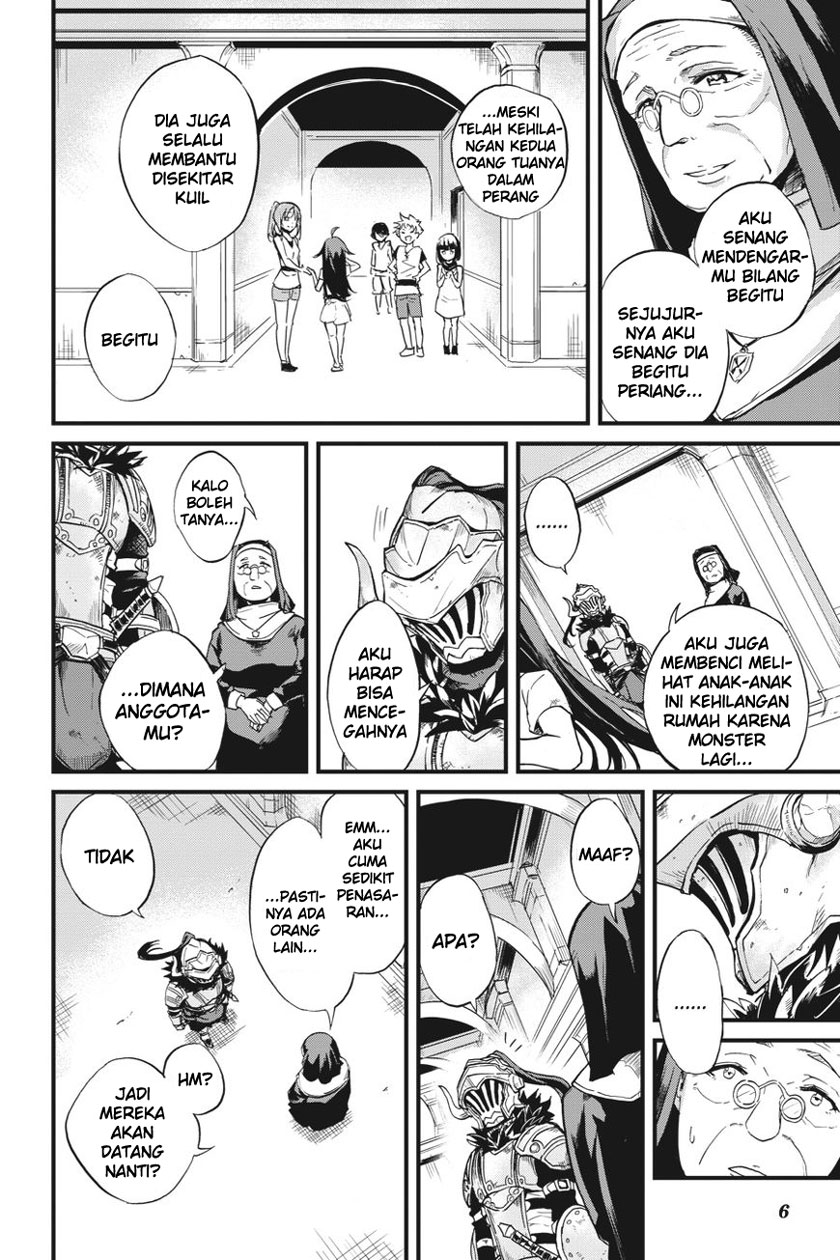 AKU
SENANG
MENDENGAR-
MU BILANG
BEGITU
SEJUJUR-
NYA AKU
SENANG DIA
BEGITU
PERIANG...
...MESKI
TELAH KEHILA-
NGAN KEDUA
ORANG TUANYA
DALAM
PERANG
DIA JUGA
SELALU
MEMBANTU
DISEKITAR
KUIL
BEGITU
......
AKU JUGA
MEMBENCI MELI-
HAT ANAK-ANAK
INI KEHILANGAN
RUMAH KARENA
MONSTER
LAGI...
AKU
HARAP
BISA
MENCE-
GAHNYA
KALO
BOLEH
TANYA...
...DIMANA
ANGGOTA-
MU?
......
MAAF?
APA?
EMM...
AKU
CUMA
SEDIKIT
PENASA-
RAN...
...PASTI-
NYA ADA
ORANG
LAIN...
TIDAK
HM?
JADI
MEREKA
AKAN
DATANG
NANTI?
6